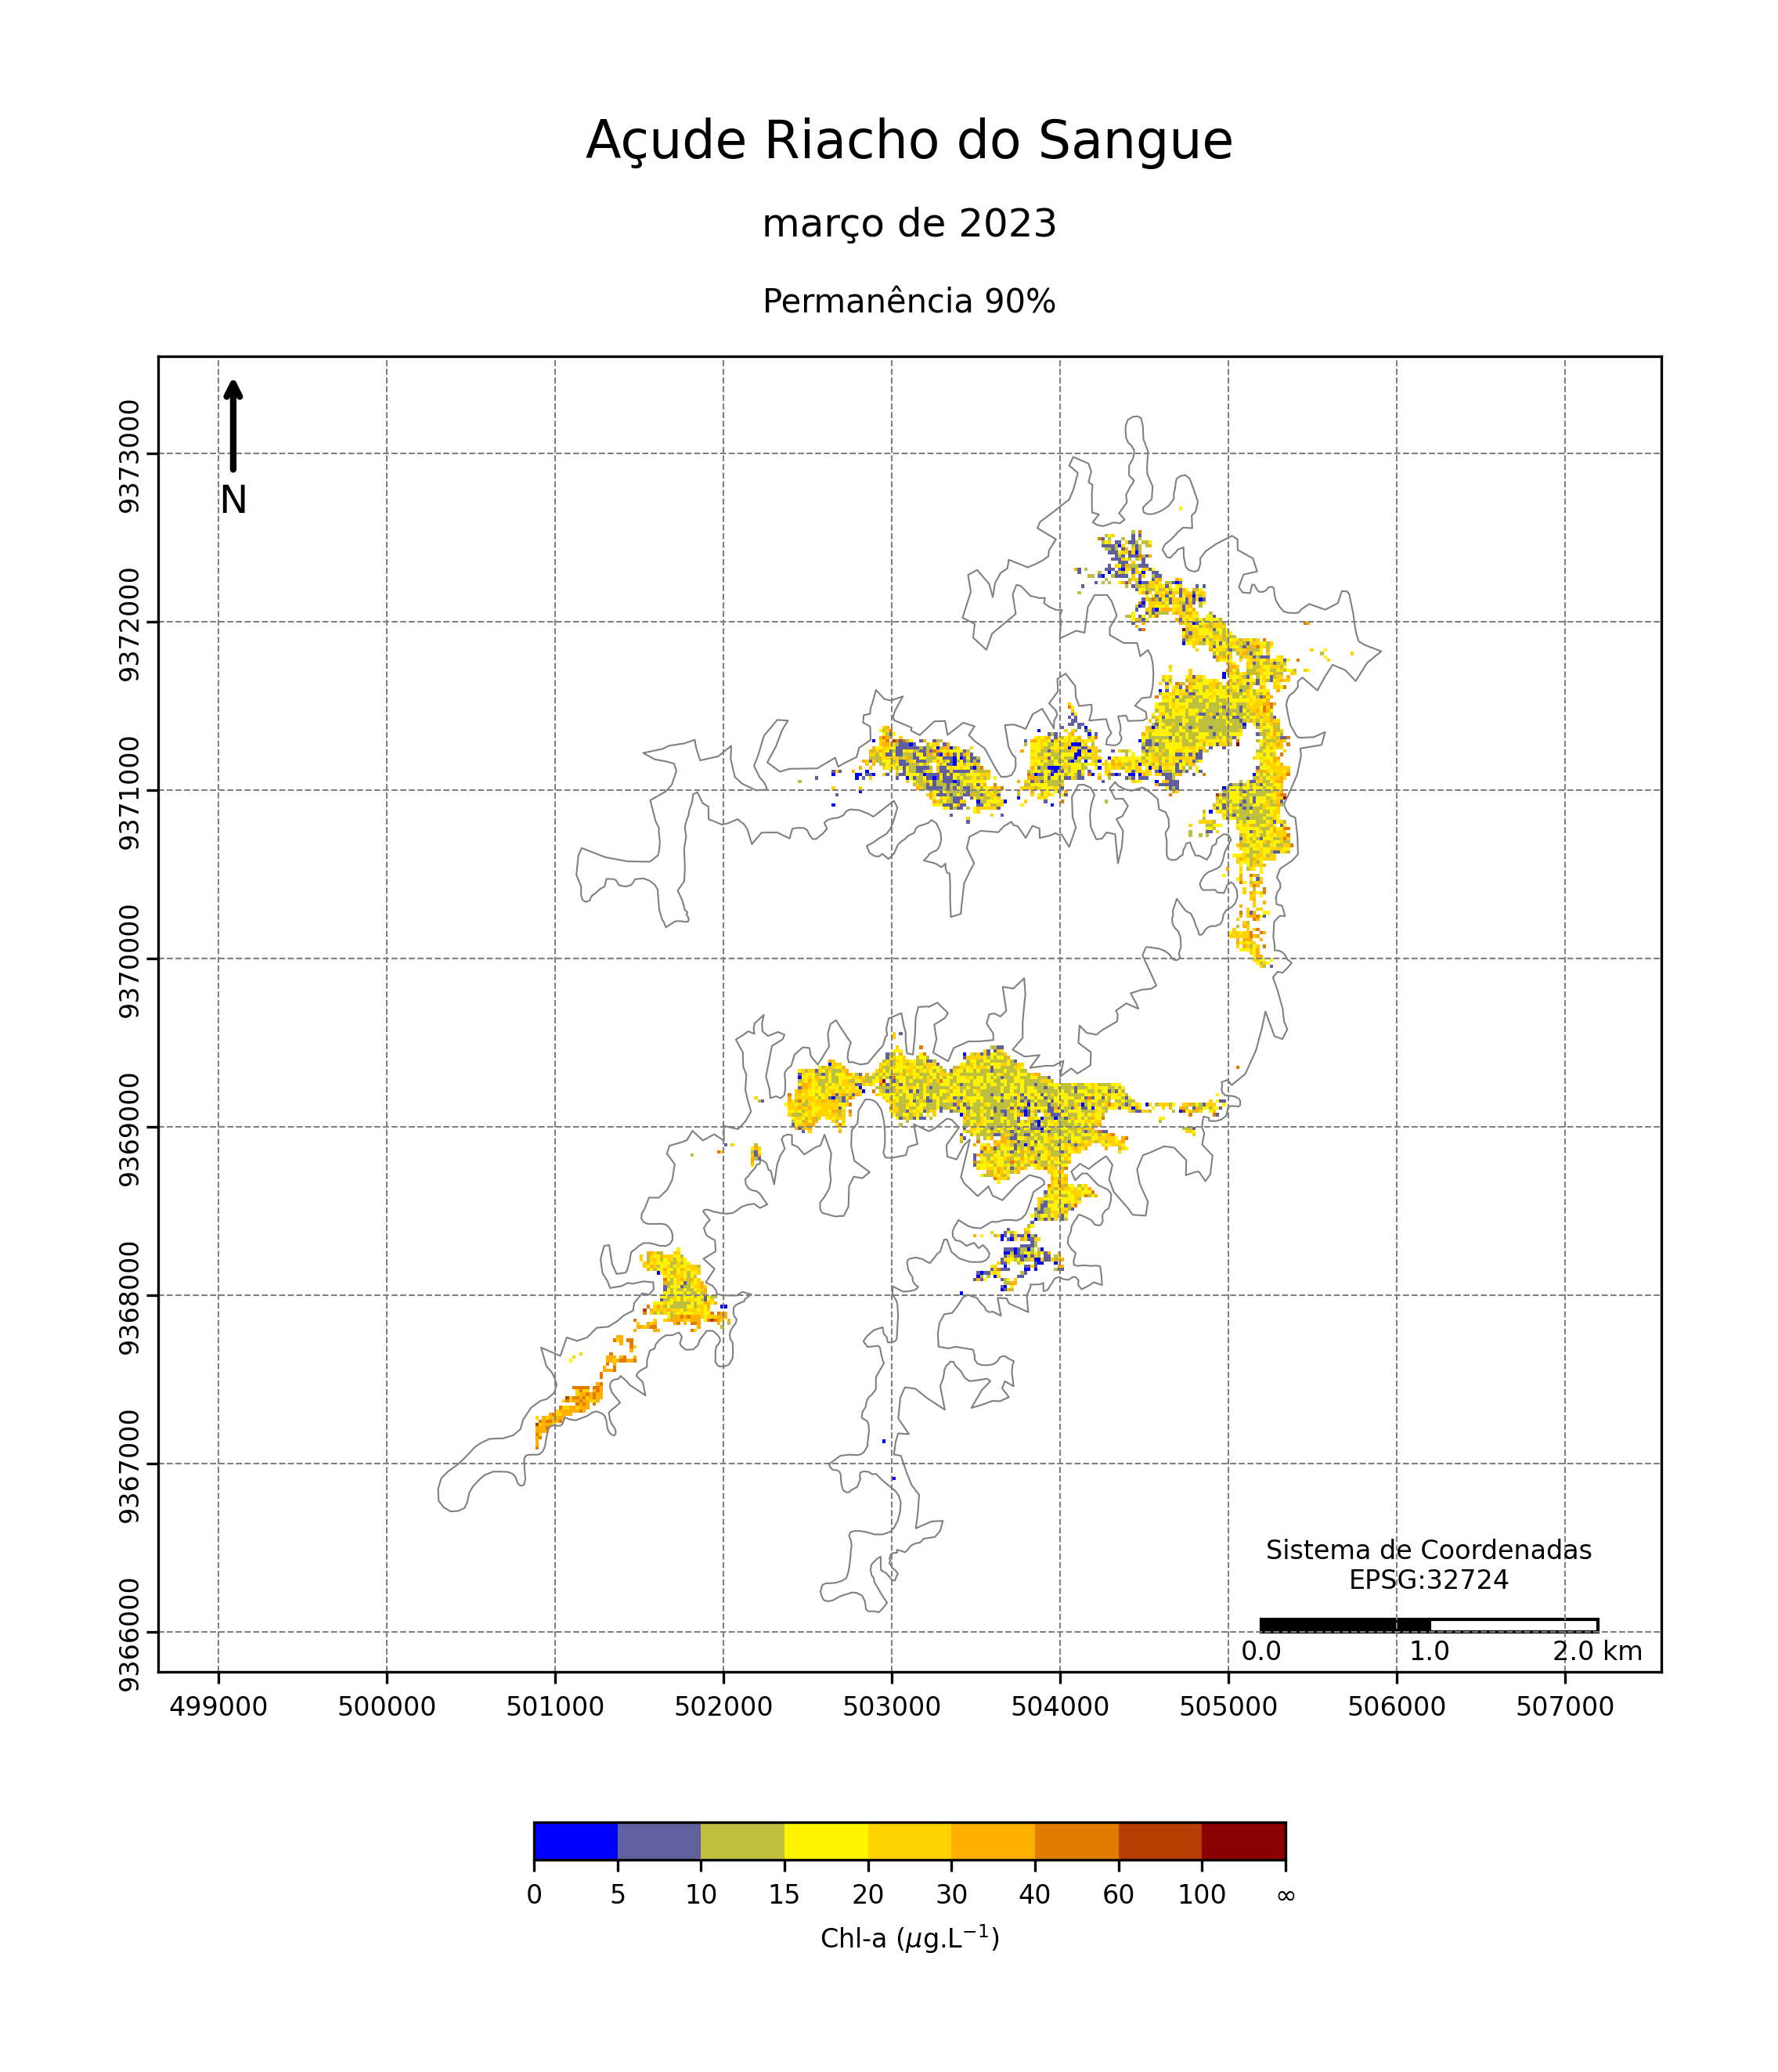 Açude Riacho do Sangue
março de 2023
Permanência 90%
N
9373000
9372000
9371000
9370000
9369000
9368000
9367000
9366000
Sistema de Coordenadas
EPSG:32724
0.0 1.0 2.0 km
499000 500000 501000 502000 503000 504000 505000 506000 507000
0 5 10 15 20 30 40 60 100 ∞
Chl-a (μg.L⁻¹)